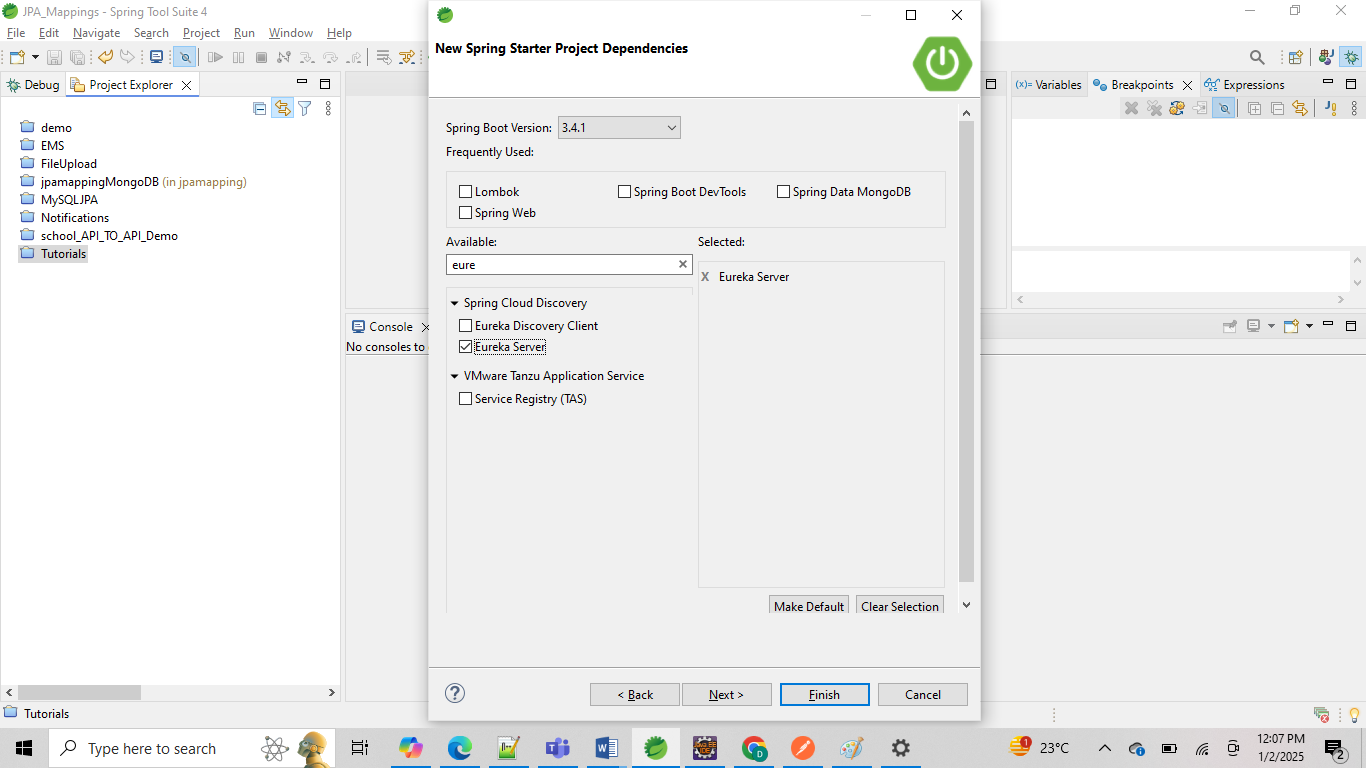 JPA_Mappings - Spring Tool Suite 4
File Edit Navigate Search Project Run Window Help
Debug Project Explorer
demo
EMS
FileUpload
jpamappingMongoDB (in jpamapping)
MySQLJPA
Notifications
school_API_TO_API_Demo
Tutorials
New Spring Starter Project Dependencies
Spring Boot Version: 3.4.1
Frequently Used:
Lombok Spring Boot DevTools Spring Data MongoDB
Spring Web
Available: Selected:
eure
X Eureka Server
Spring Cloud Discovery
Eureka Discovery Client
Eureka Server
VMware Tanzu Application Service
Service Registry (TAS)
Make Default Clear Selection
? < Back Next > Finish Cancel
(x)= Variables Breakpoints Expressions
Console
No consoles to
Tutorials
Type here to search
1
23°C
12:07 PM
1/2/2025
2